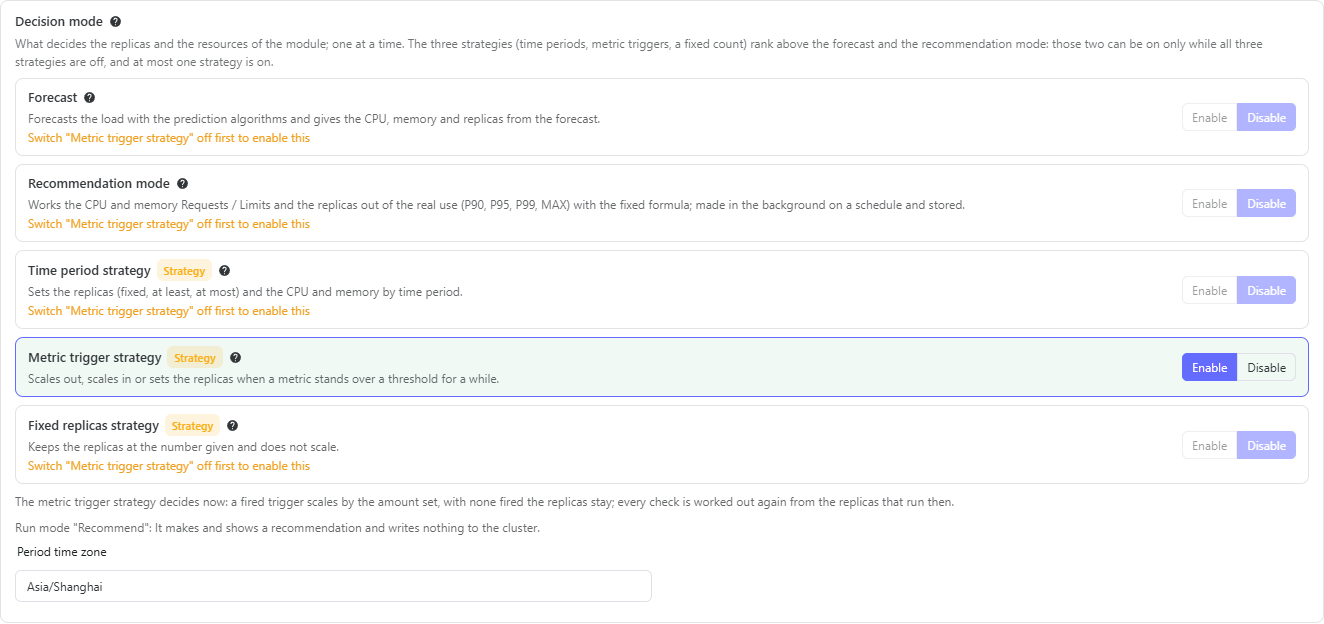 Decision mode
What decides the replicas and the resources of the module; one at a time. The three strategies (time periods, metric triggers, a fixed count) rank above the forecast and the recommendation mode: those two can be on only while all three
strategies are off, and at most one strategy is on.
Forecast
Forecasts the load with the prediction algorithms and gives the CPU, memory and replicas from the forecast.
Switch "Metric trigger strategy" off first to enable this
Enable Disable
Recommendation mode
Works the CPU and memory Requests / Limits and the replicas out of the real use (P90, P95, P99, MAX) with the fixed formula; made in the background on a schedule and stored.
Switch "Metric trigger strategy" off first to enable this
Enable Disable
Time period strategy Strategy
Sets the replicas (fixed, at least, at most) and the CPU and memory by time period.
Switch "Metric trigger strategy" off first to enable this
Enable Disable
Metric trigger strategy Strategy
Scales out, scales in or sets the replicas when a metric stands over a threshold for a while.
Enable Disable
Fixed replicas strategy Strategy
Keeps the replicas at the number given and does not scale.
Switch "Metric trigger strategy" off first to enable this
Enable Disable
The metric trigger strategy decides now: a fired trigger scales by the amount set, with none fired the replicas stay; every check is worked out again from the replicas that run then.
Run mode "Recommend": It makes and shows a recommendation and writes nothing to the cluster.
Period time zone
Asia/Shanghai